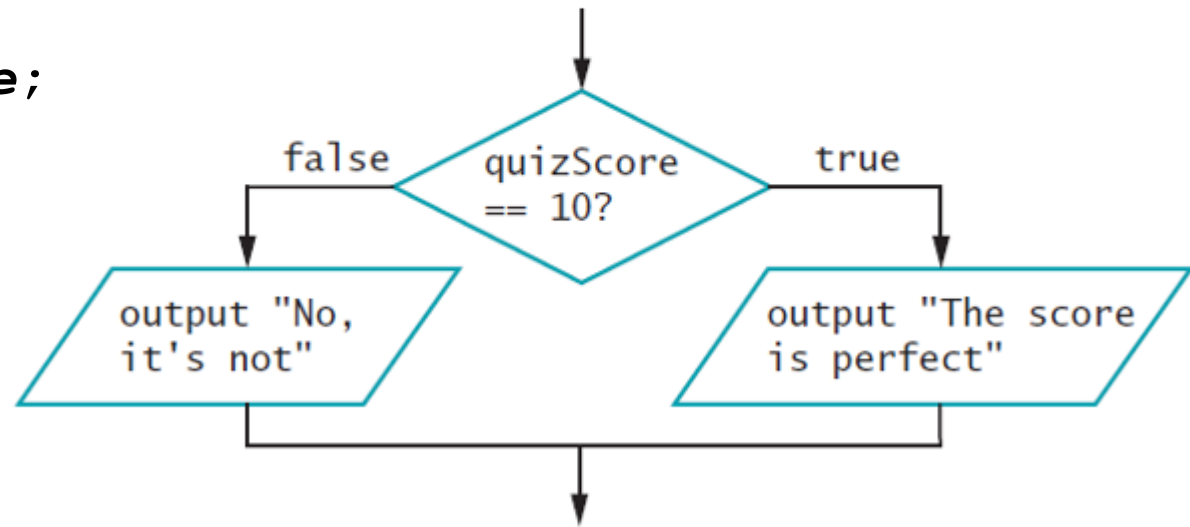 e;
false
quizScore
== 10?
true
output "No,
it's not"
output "The score
is perfect"